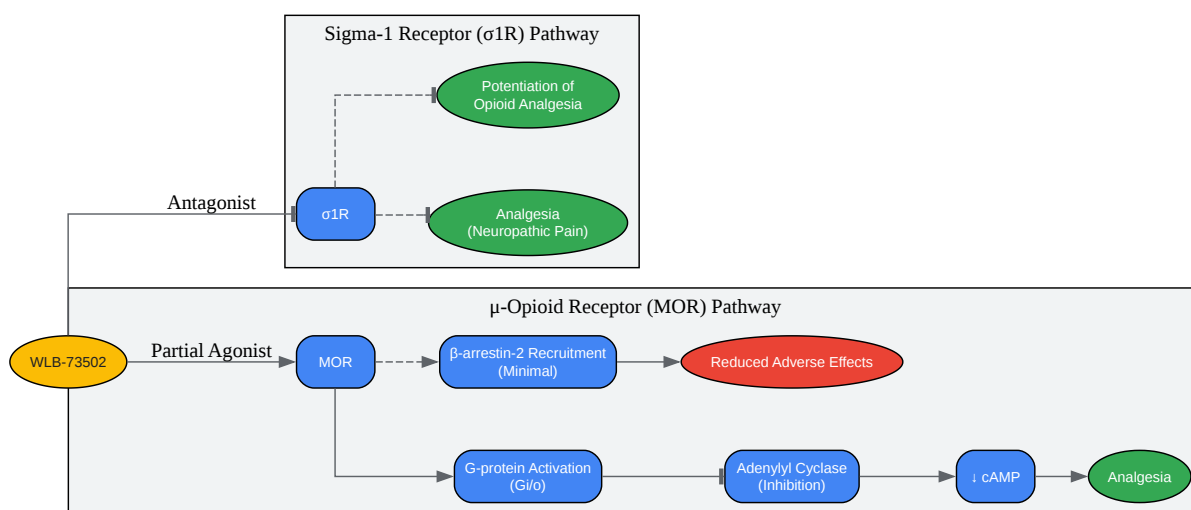 Sigma-1 Receptor (σ1R) Pathway
Potentiation of
Opioid Analgesia
Antagonist
σ1R
Analgesia
(Neuropathic Pain)
μ-Opioid Receptor (MOR) Pathway
WLB-73502
Partial Agonist
MOR
β-arrestin-2 Recruitment
(Minimal)
Reduced Adverse Effects
G-protein Activation
(Gi/o)
Adenylyl Cyclase
(Inhibition)
↓ cAMP
Analgesia